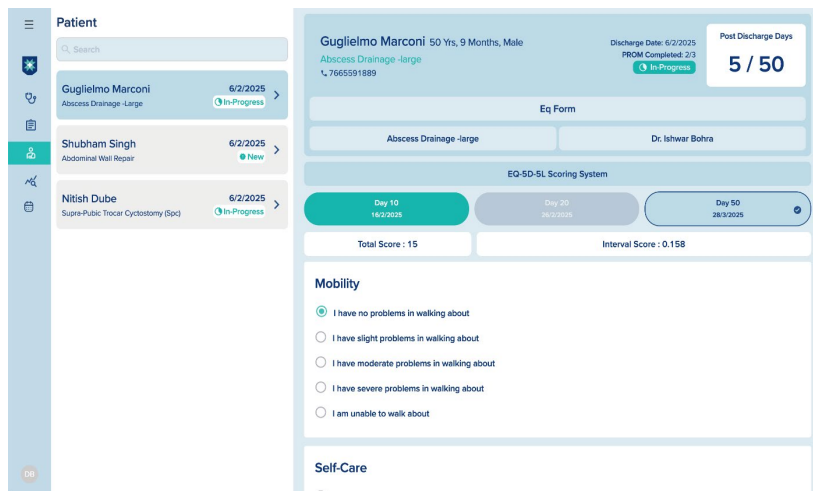 Patient
Search
Guglielmo Marconi
6/2/2025
Abscess Drainage -Large
In-Progress
Shubham Singh
6/2/2025
Abdominal Wall Repair
New
Nitish Dube
6/2/2025
Supra-Pubic Trocar Cyctostomy (Spc)
In-Progress
DB
Guglielmo Marconi 50 Yrs, 9 Months, Male
Abscess Drainage -large
7665591889
Discharge Date: 6/2/2025
PROM Completed: 2/3
In-Progress
Post Discharge Days
5 / 50
Eq Form
Abscess Drainage -large
Dr. Ishwar Bohra
EQ-5D-5L Scoring System
Day 10
16/2/2025
Day 20
26/2/2025
Day 50
28/3/2025
Total Score : 15
Interval Score : 0.158
Mobility
I have no problems in walking about
I have slight problems in walking about
I have moderate problems in walking about
I have severe problems in walking about
I am unable to walk about
Self-Care